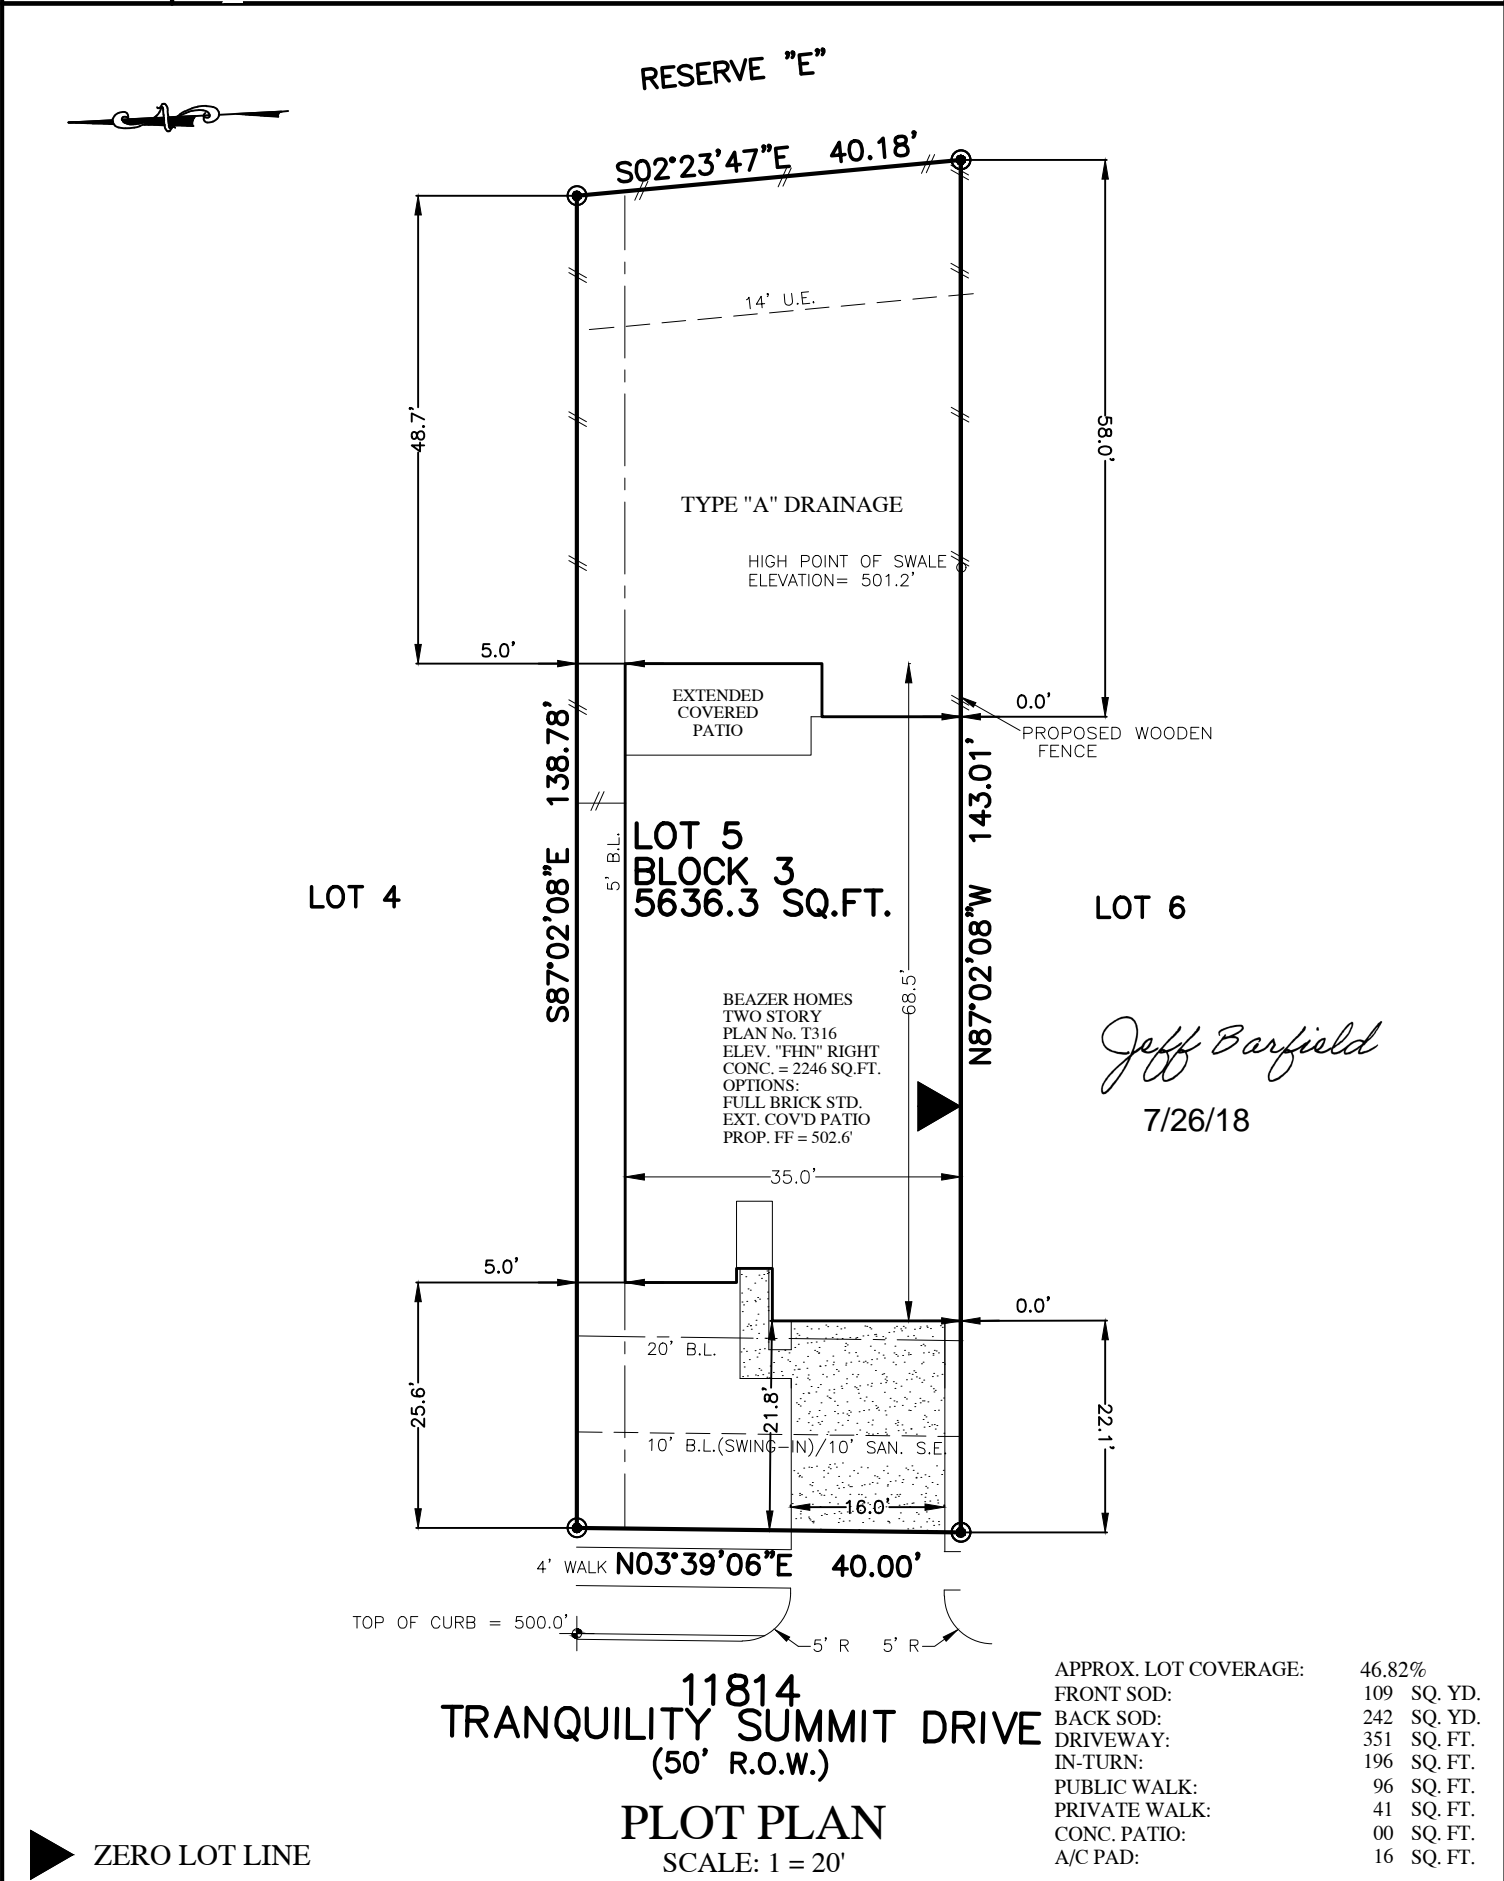 RESERVE "E"
S02°23'47"E 40.18'
14' U.E.
48.7'
58.0'
TYPE "A" DRAINAGE
HIGH POINT OF SWALE
ELEVATION= 501.2'
5.0'
EXTENDED
COVERED
PATIO
0.0'
PROPOSED WOODEN
FENCE
S87°02'08"E 138.78'
N87°02'08"W 143.01'
5' B.L.
LOT 5
BLOCK 3
5636.3 SQ.FT.
LOT 4
LOT 6
68.5'
BEAZER HOMES
TWO STORY
PLAN No. T316
ELEV. "FHN" RIGHT
CONC. = 2246 SQ.FT.
OPTIONS:
FULL BRICK STD.
EXT. COV'D PATIO
PROP. FF = 502.6'
Jeff Barfield
7/26/18
35.0'
5.0'
0.0'
20' B.L.
25.6'
21.8'
22.1'
10' B.L.(SWING-IN)/10' SAN. S.E.
16.0'
4' WALK
N03°39'06"E 40.00'
TOP OF CURB = 500.0'
5' R
5' R
11814
TRANQUILITY SUMMIT DRIVE
(50' R.O.W.)
PLOT PLAN
SCALE: 1 = 20'
ZERO LOT LINE
APPROX. LOT COVERAGE: 46.82%
FRONT SOD: 109 SQ. YD.
BACK SOD: 242 SQ. YD.
DRIVEWAY: 351 SQ. FT.
IN-TURN: 196 SQ. FT.
PUBLIC WALK: 96 SQ. FT.
PRIVATE WALK: 41 SQ. FT.
CONC. PATIO: 00 SQ. FT.
A/C PAD: 16 SQ. FT.